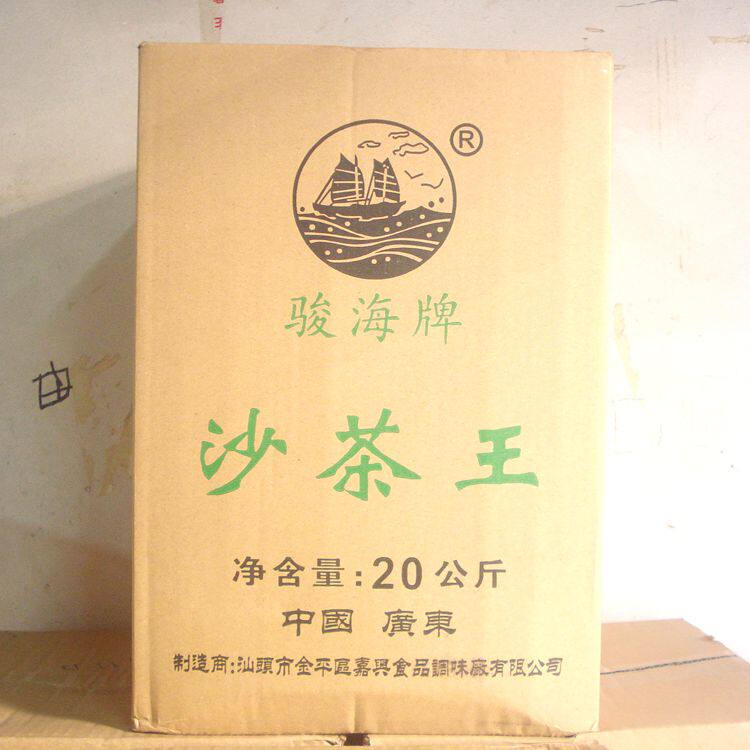 ®
骏海牌
沙茶王
净含量:20公斤
中國 廣東
制造商:汕頭市金平區嘉興食品調味廠有限公司